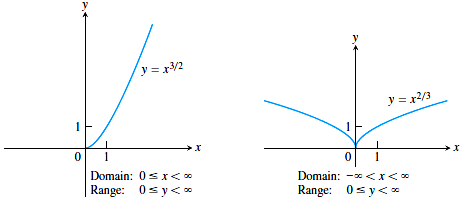 y
y = x^{3/2}
1
0
1
x
Domain: 0 ≤ x < ∞
Range: 0 ≤ y < ∞
y
y = x^{2/3}
1
0
1
x
Domain: −∞ < x < ∞
Range: 0 ≤ y < ∞